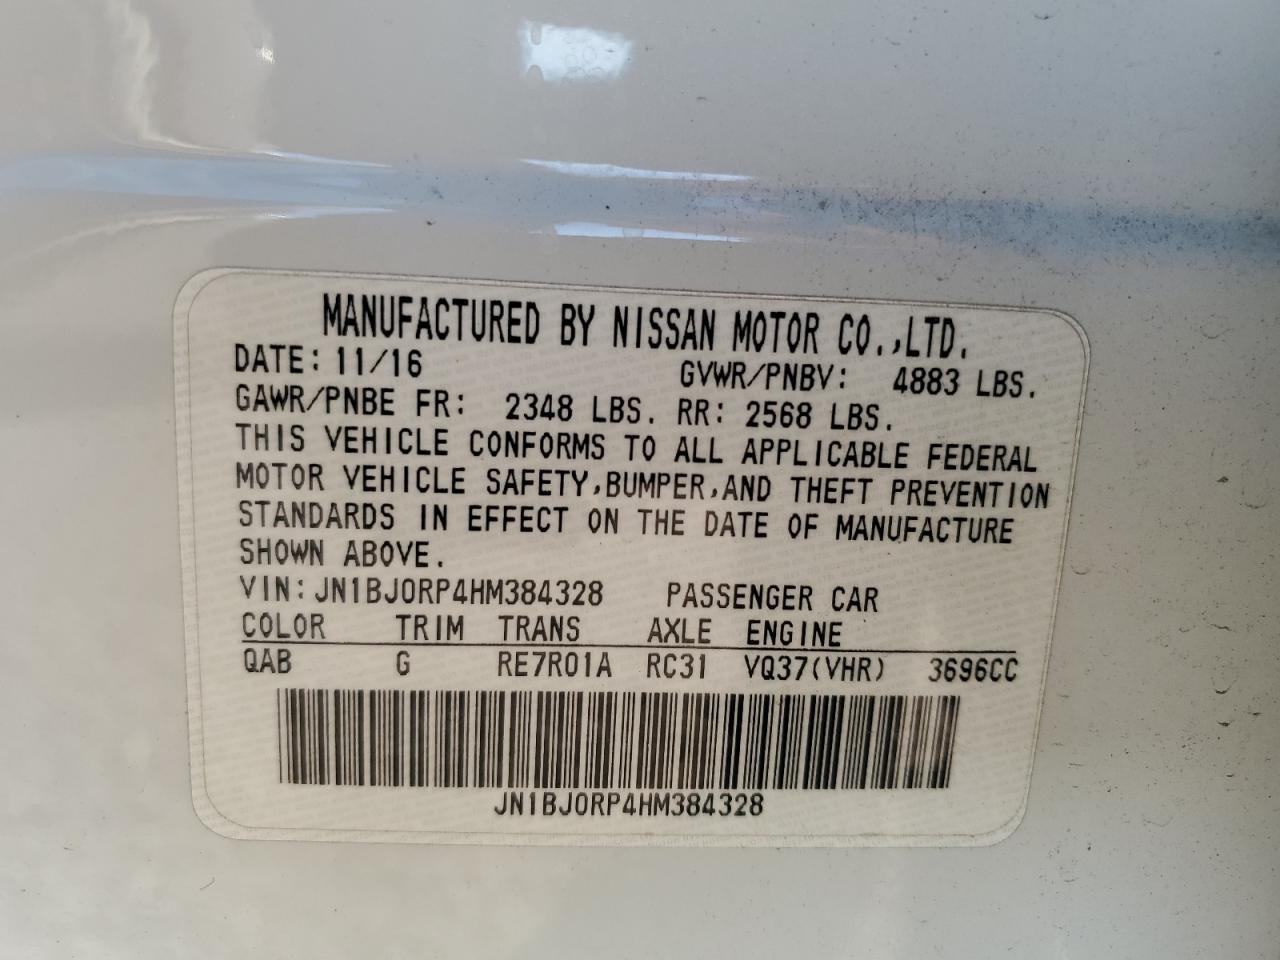 MANUFACTURED BY NISSAN MOTOR CO.,LTD.
DATE: 11/16 GVWR/PNBV: 4883 LBS.
GAWR/PNBE FR: 2348 LBS. RR: 2568 LBS.
THIS VEHICLE CONFORMS TO ALL APPLICABLE FEDERAL
MOTOR VEHICLE SAFETY,BUMPER,AND THEFT PREVENTION
STANDARDS IN EFFECT ON THE DATE OF MANUFACTURE
SHOWN ABOVE.
VIN: JN1BJ0RP4HM384328 PASSENGER CAR
COLOR TRIM TRANS AXLE ENGINE
QAB G RE7R01A RC31 VQ37(VHR) 3696CC
JN1BJ0RP4HM384328